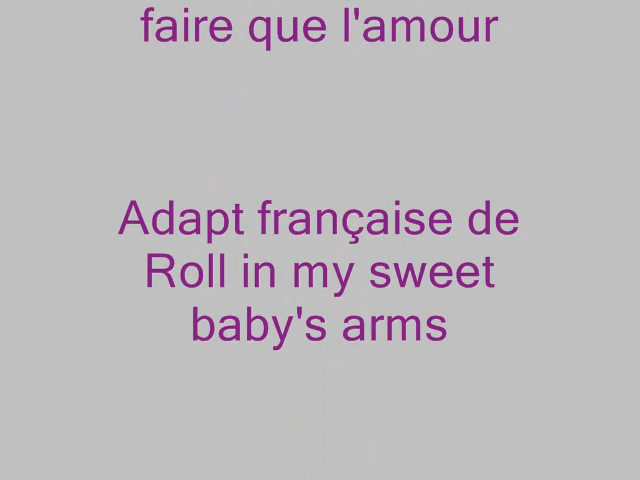 faire que l'amour
Adapt française de
Roll in my sweet
baby's arms